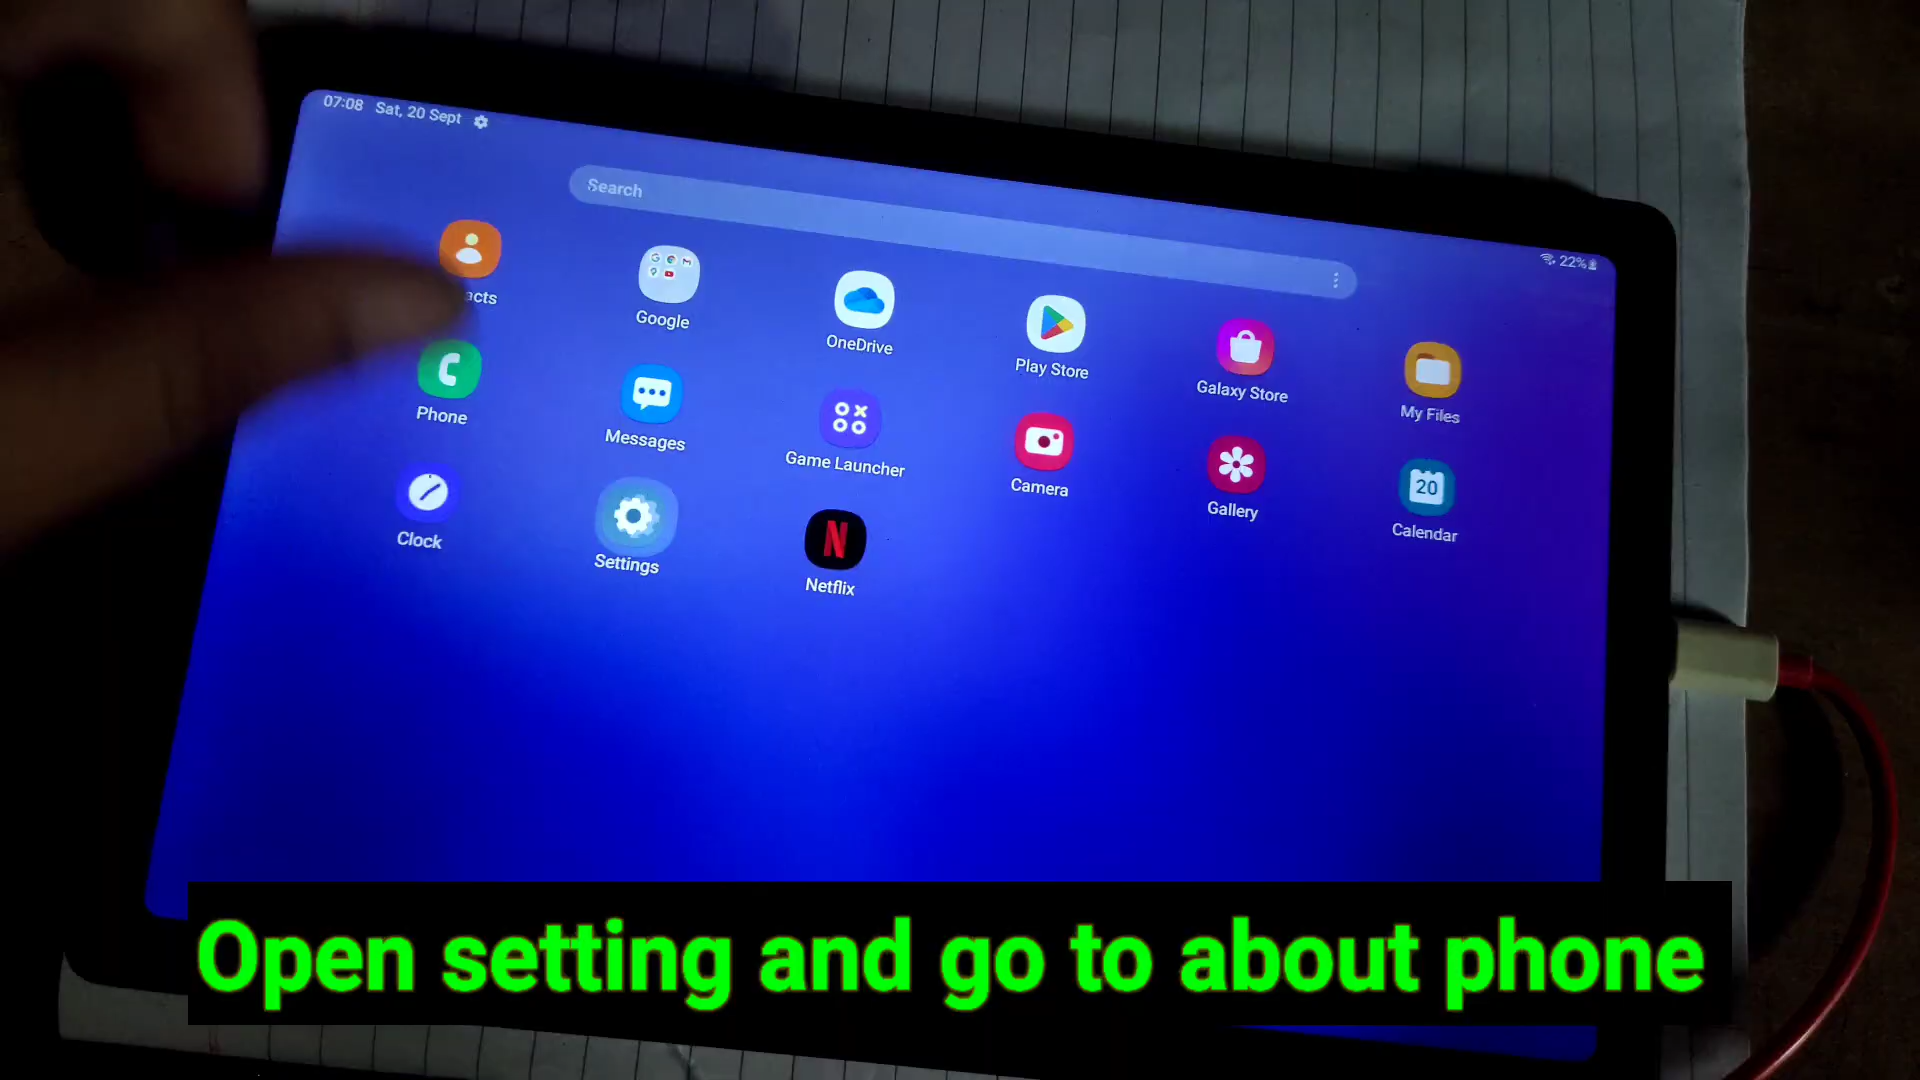 07:08 Sat, 20 Sept
22%
Search
acts
Google
OneDrive
Play Store
Galaxy Store
My Files
Phone
Messages
Game Launcher
Camera
Gallery
20
Calendar
Clock
Settings
N
Netflix
Open setting and go to about phone